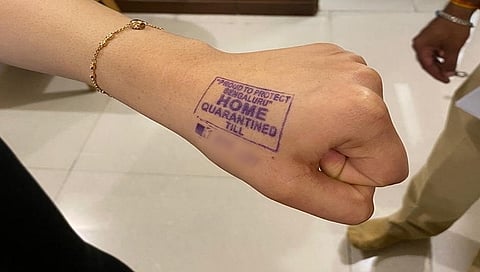 "PROUD TO PROTECT
BENGALURU"
HOME
QUARANTINED
TILL